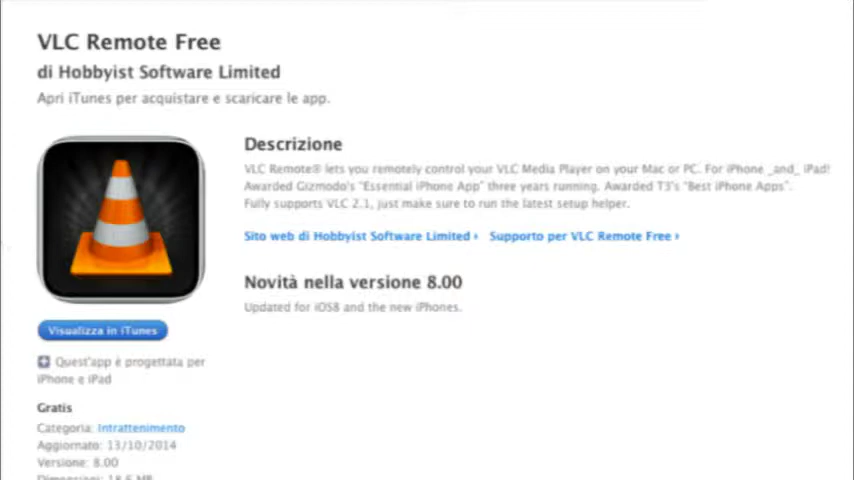 VLC Remote Free
di Hobbyist Software Limited
Apri iTunes per acquistare e scaricare le app.
Descrizione
VLC Remote® lets you remotely control your VLC Media Player on your Mac or PC. For iPhone _and_ iPad!
Awarded Gizmodo's "Essential iPhone App" three years running. Awarded T3's "Best iPhone Apps".
Fully supports VLC 2.1, just make sure to run the latest setup helper.
Sito web di Hobbyist Software Limited Supporto per VLC Remote Free
Novità nella versione 8.00
Updated for iOS8 and the new iPhones.
Visualizza in iTunes
Quest'app è progettata per
iPhone e iPad
Gratis
Categoria: Intrattenimento
Aggiornato: 13/10/2014
Versione: 8.00
Dimensioni: 18.6 MB